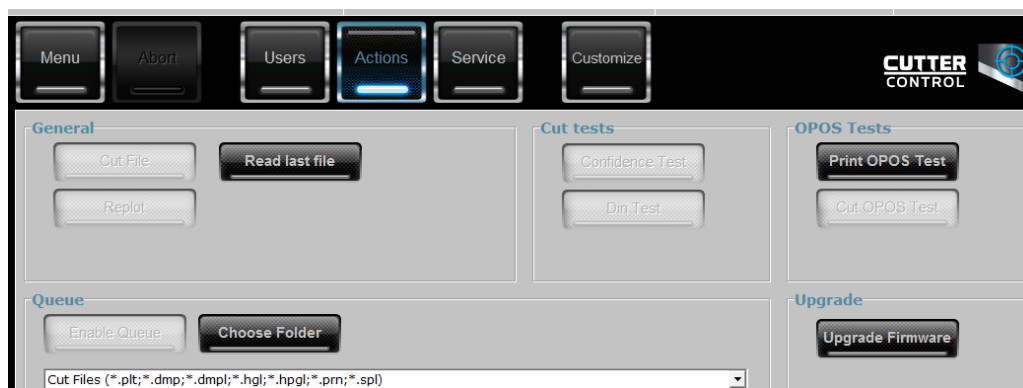 Menu
Abort
Users
Actions
Service
Customize
CUTTER
CONTROL
General
Cut File
Read last file
Replot
Cut tests
Confidence Test
Din Test
OPOS Tests
Print OPOS Test
Cut OPOS Test
Queue
Enable Queue
Choose Folder
Cut Files (*.plt;*.dmp;*.dmpl;*.hgl;*.hpgl;*.prn;*.spl)
Upgrade
Upgrade Firmware